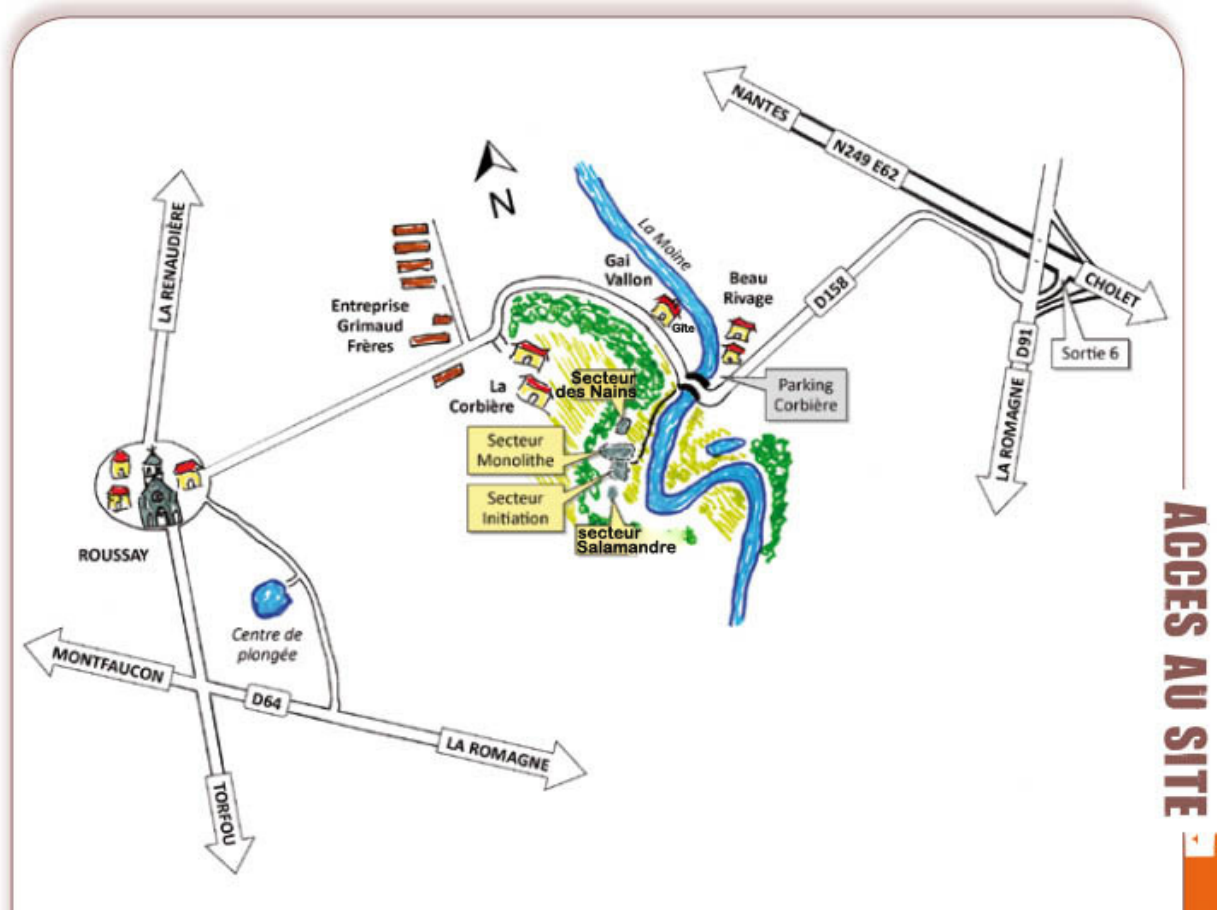 NANTES
N249 E62
CHOLET
Sortie 6
D91
LA ROMAGNE
D158
N
La Moine
Gai
Vallon
Gîte
Beau
Rivage
Parking
Corbière
LA RENAUDIÈRE
Entreprise
Grimaud
Frères
La
Corbière
Secteur
des Nains
Secteur
Monolithe
Secteur
Initiation
secteur
Salamandre
ROUSSAY
Centre de
plongée
MONTFAUCON
D64
LA ROMAGNE
TORFOU
ACCES AU SITE